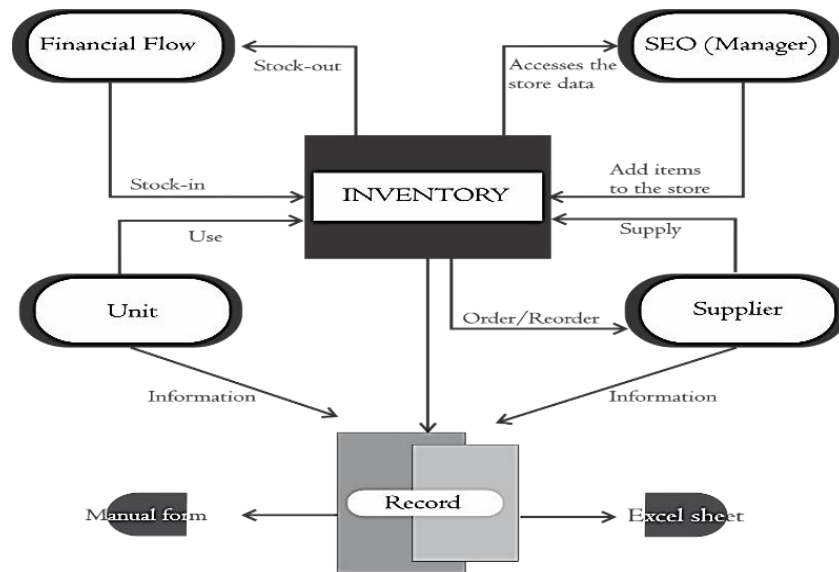 Financial Flow
SEO (Manager)
Stock-out
Accesses the
store data
Stock-in
INVENTORY
Add items
to the store
Use
Supply
Unit
Order/Reorder
Supplier
Information
Information
Record
Manual form
Excel sheet